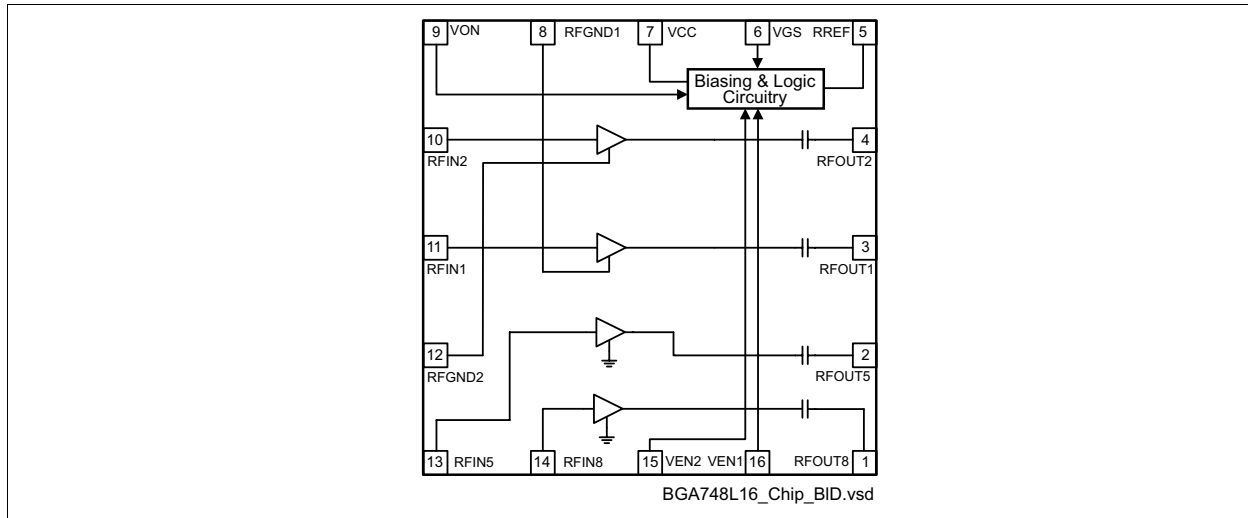 9 VON 8 RFGND1 7 VCC 6 VGS RREF 5
Biasing & Logic
Circuitry
10 4
RFIN2 RFOUT2
11 3
RFIN1 RFOUT1
12 2
RFGND2 RFOUT5
13 RFIN5 14 RFIN8 15 VEN2 VEN1 16 RFOUT8 1
BGA748L16_Chip_BID.vsd